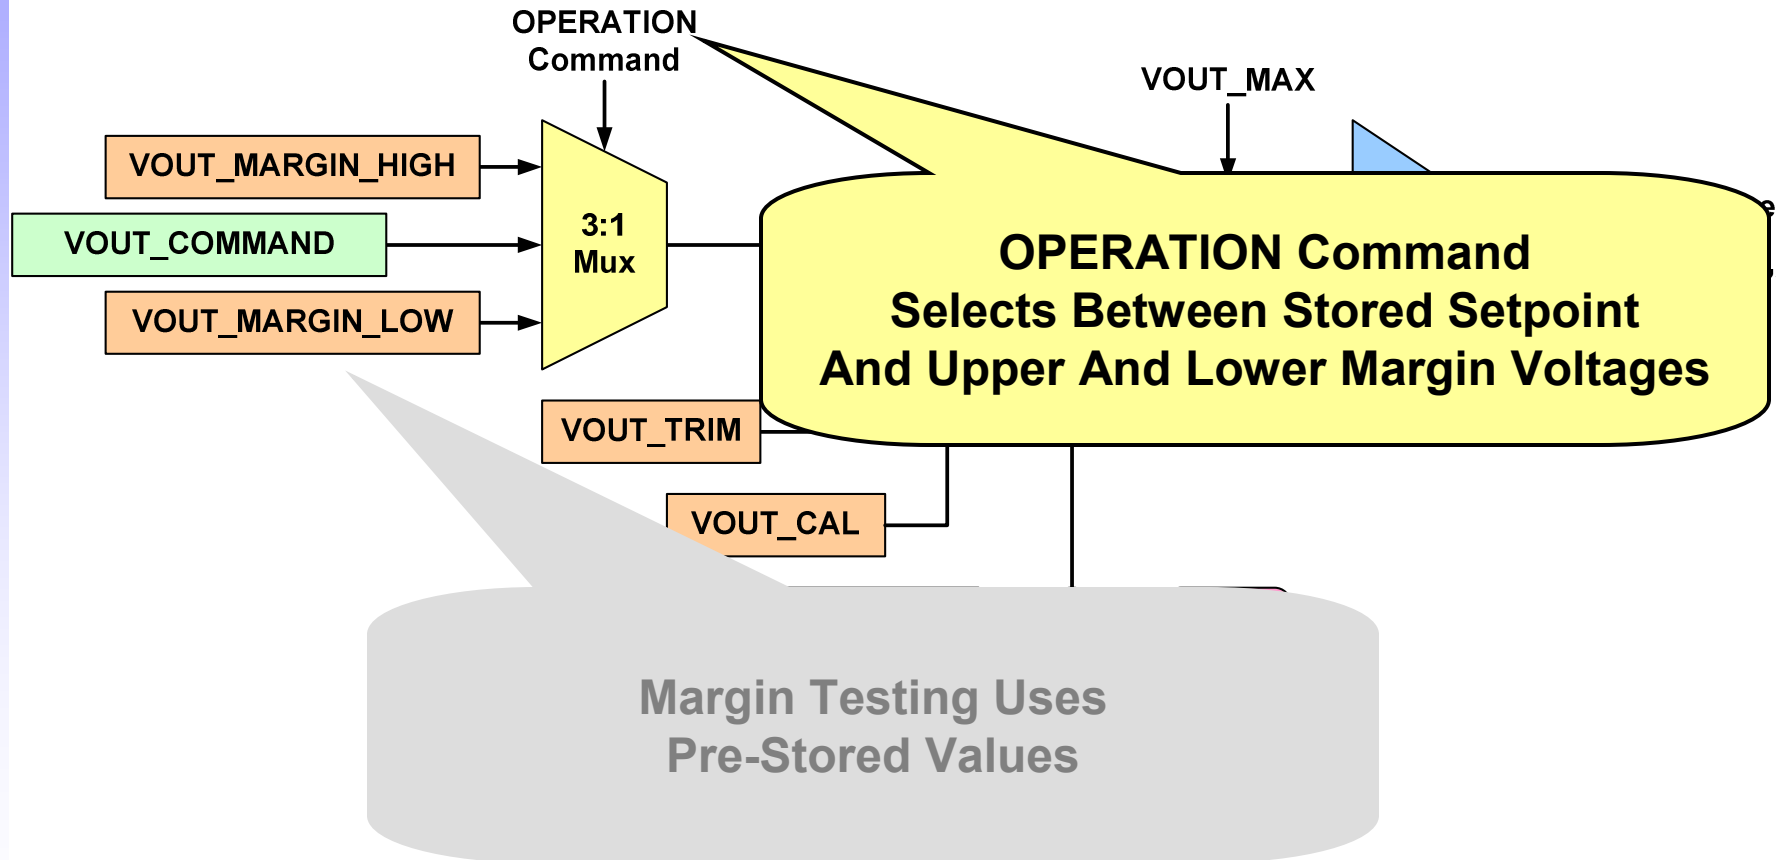 OPERATION
Command
VOUT_MAX
VOUT_MARGIN_HIGH
VOUT_COMMAND
VOUT_MARGIN_LOW
3:1
Mux
OPERATION Command
Selects Between Stored Setpoint
And Upper And Lower Margin Voltages
VOUT_TRIM
VOUT_CAL
Margin Testing Uses
Pre-Stored Values